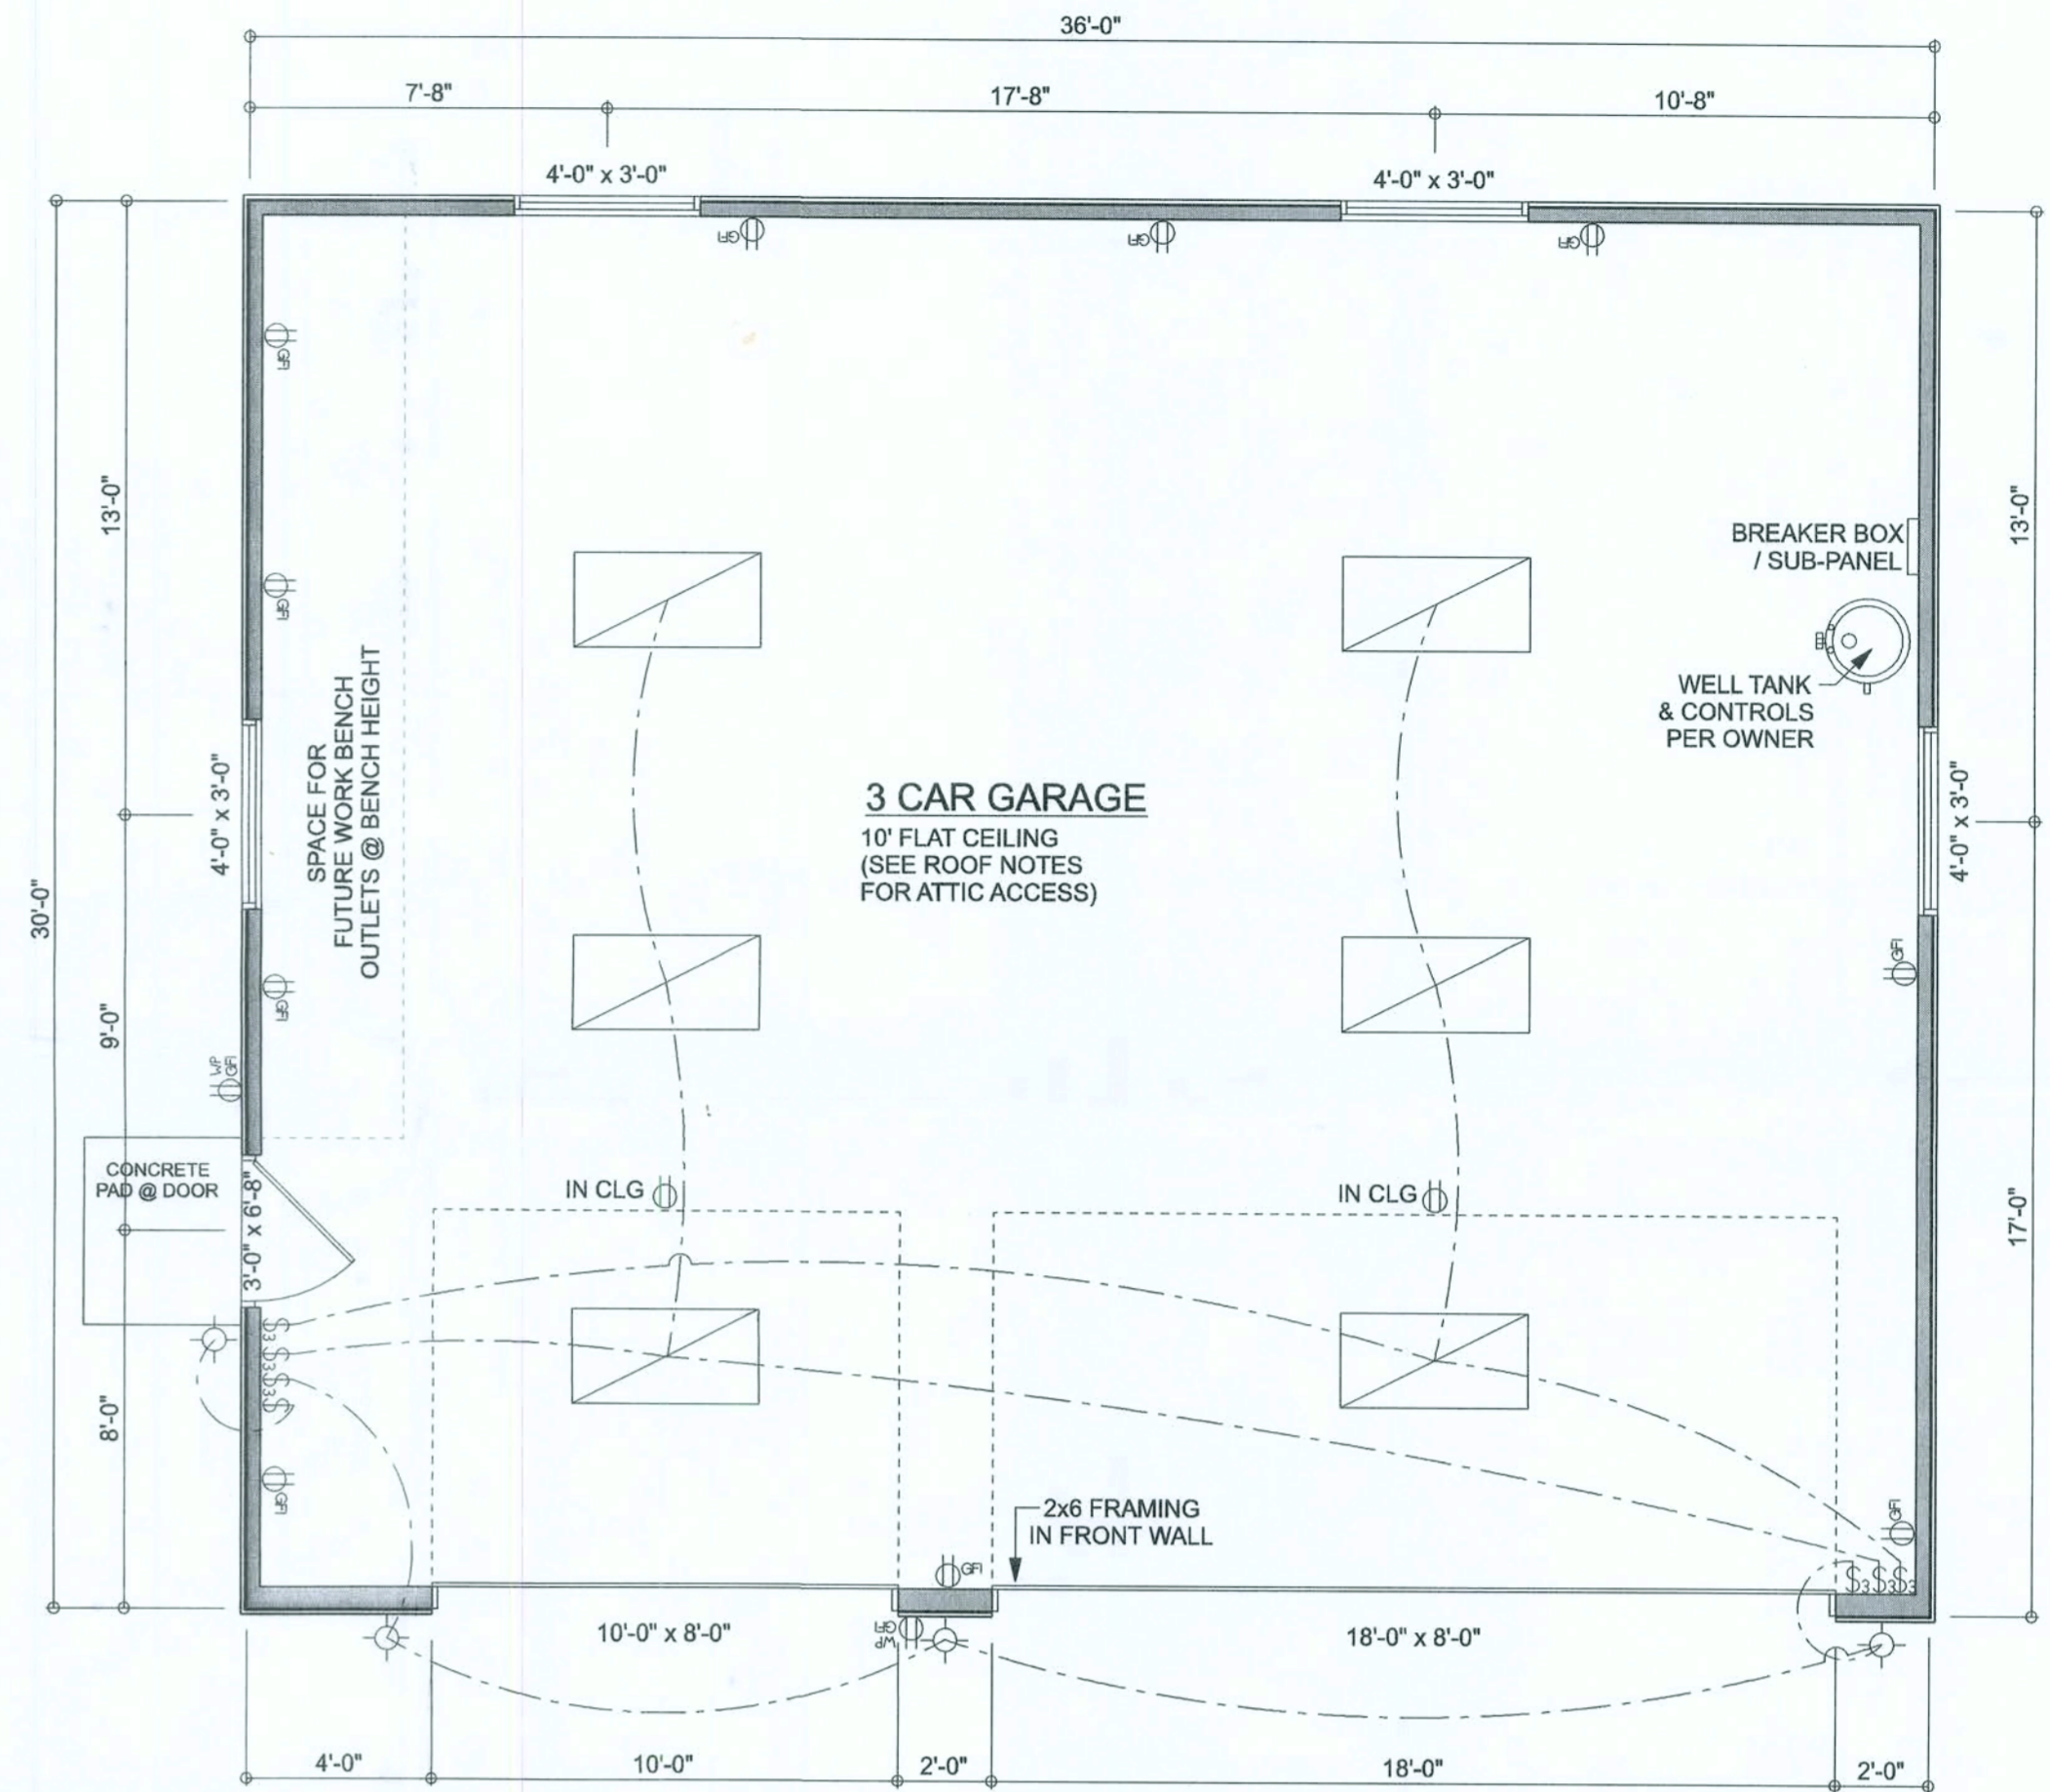 36'-0"
7'-8"
17'-8"
10'-8"
4'-0" x 3'-0"
4'-0" x 3'-0"
GFI
GFI
GFI
GFI
GFI
13'-0"
13'-0"
BREAKER BOX
/ SUB-PANEL
WELL TANK
& CONTROLS
PER OWNER
SPACE FOR
FUTURE WORK BENCH
OUTLETS @ BENCH HEIGHT
4'-0" x 3'-0"
4'-0" x 3'-0"
3 CAR GARAGE
10' FLAT CEILING
(SEE ROOF NOTES
FOR ATTIC ACCESS)
30'-0"
9'-0"
GFI
GFI
WP
GFI
CONCRETE
PAD @ DOOR
3'-0" x 6'-8"
IN CLG
IN CLG
17'-0"
8'-0"
$3
$3
$3
$
GFI
GFI
2x6 FRAMING
IN FRONT WALL
GFI
$3$3$3
WP
GFI
10'-0" x 8'-0"
18'-0" x 8'-0"
4'-0"
10'-0"
2'-0"
18'-0"
2'-0"